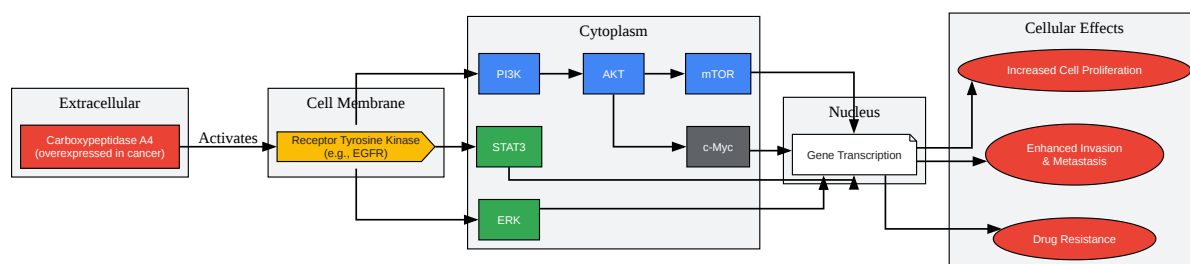 Extracellular
Carboxypeptidase A4
(overexpressed in cancer)
Activates
Cell Membrane
Receptor Tyrosine Kinase
(e.g., EGFR)
Cytoplasm
PI3K
AKT
mTOR
STAT3
c-Myc
ERK
Nucleus
Gene Transcription
Cellular Effects
Increased Cell Proliferation
Enhanced Invasion
& Metastasis
Drug Resistance